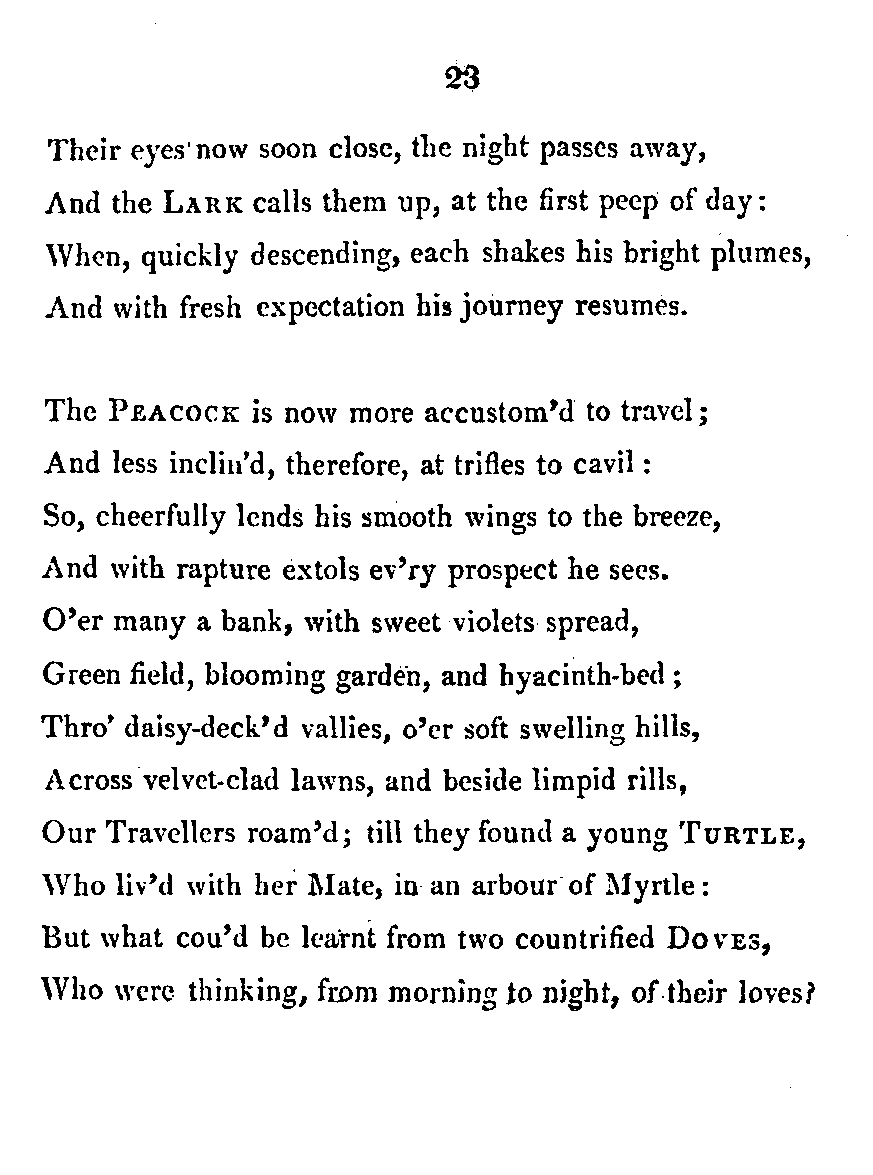 23
Their eyes now soon close, the night passes away,
And the LARK calls them up, at the first peep of day:
When, quickly descending, each shakes his bright plumes,
And with fresh expectation his journey resumes.
The PEACOCK is now more accustom'd to travel;
And less inclin'd, therefore, at trifles to cavil:
So, cheerfully lends his smooth wings to the breeze,
And with rapture extols ev'ry prospect he sees.
O'er many a bank, with sweet violets spread,
Green field, blooming garden, and hyacinth-bed;
Thro' daisy-deck'd vallies, o'er soft swelling hills,
Across velvet-clad lawns, and beside limpid rills,
Our Travellers roam'd; till they found a young TURTLE,
Who liv'd with her Mate, in an arbour of Myrtle:
But what cou'd be learnt from two countrified DOVES,
Who were thinking, from morning to night, of their loves?